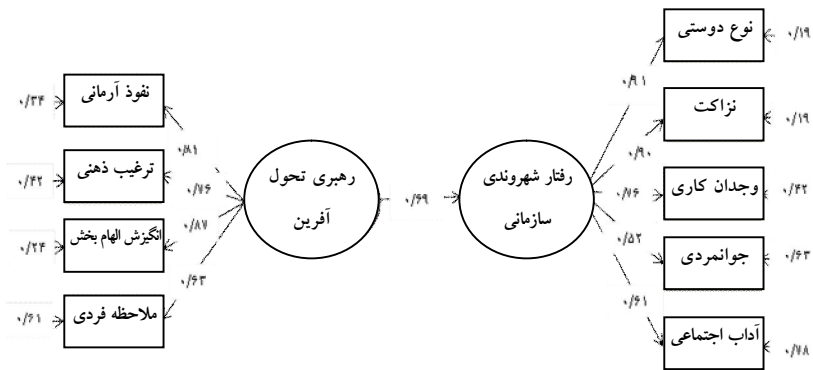 نوع دوستی
۰/۱۹
۰/۹۱
نزاکت
۰/۱۹
۰/۹۰
وجدان کاری
۰/۴۲
۰/۷۶
جوانمردی
۰/۶۳
۰/۵۲
آداب اجتماعی
۰/۷۸
۰/۶۱
رفتار شهروندی
سازمانی
۰/۶۹
رهبری تحول
آفرین
۰/۸۱
نفوذ آرمانی
۰/۳۴
۰/۷۶
ترغیب ذهنی
۰/۴۲
۰/۸۷
انگیزش الهام بخش
۰/۲۴
۰/۶۳
ملاحظه فردی
۰/۶۱